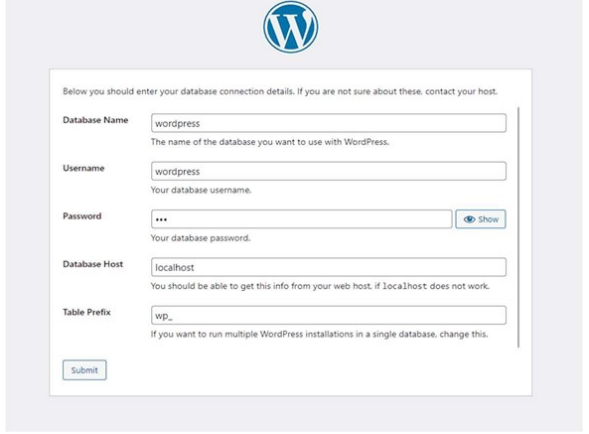 Below you should enter your database connection details. If you are not sure about these, contact your host.
Database Name
wordpress
The name of the database you want to use with WordPress.
Username
wordpress
Your database username.
Password
•••
Show
Your database password.
Database Host
localhost
You should be able to get this info from your web host, if localhost does not work.
Table Prefix
wp_
If you want to run multiple WordPress installations in a single database, change this.
Submit